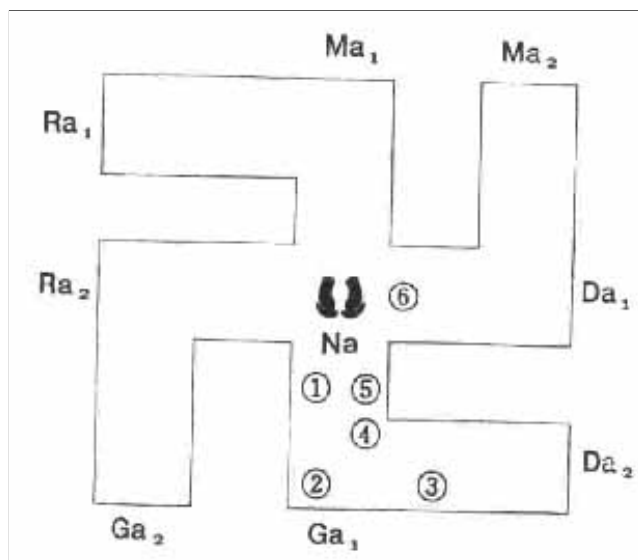 Ma₁
Ma₂
Ra₁
Ra₂
⑥
Da₁
Na
①
⑤
④
②
③
Da₂
Ga₂
Ga₁